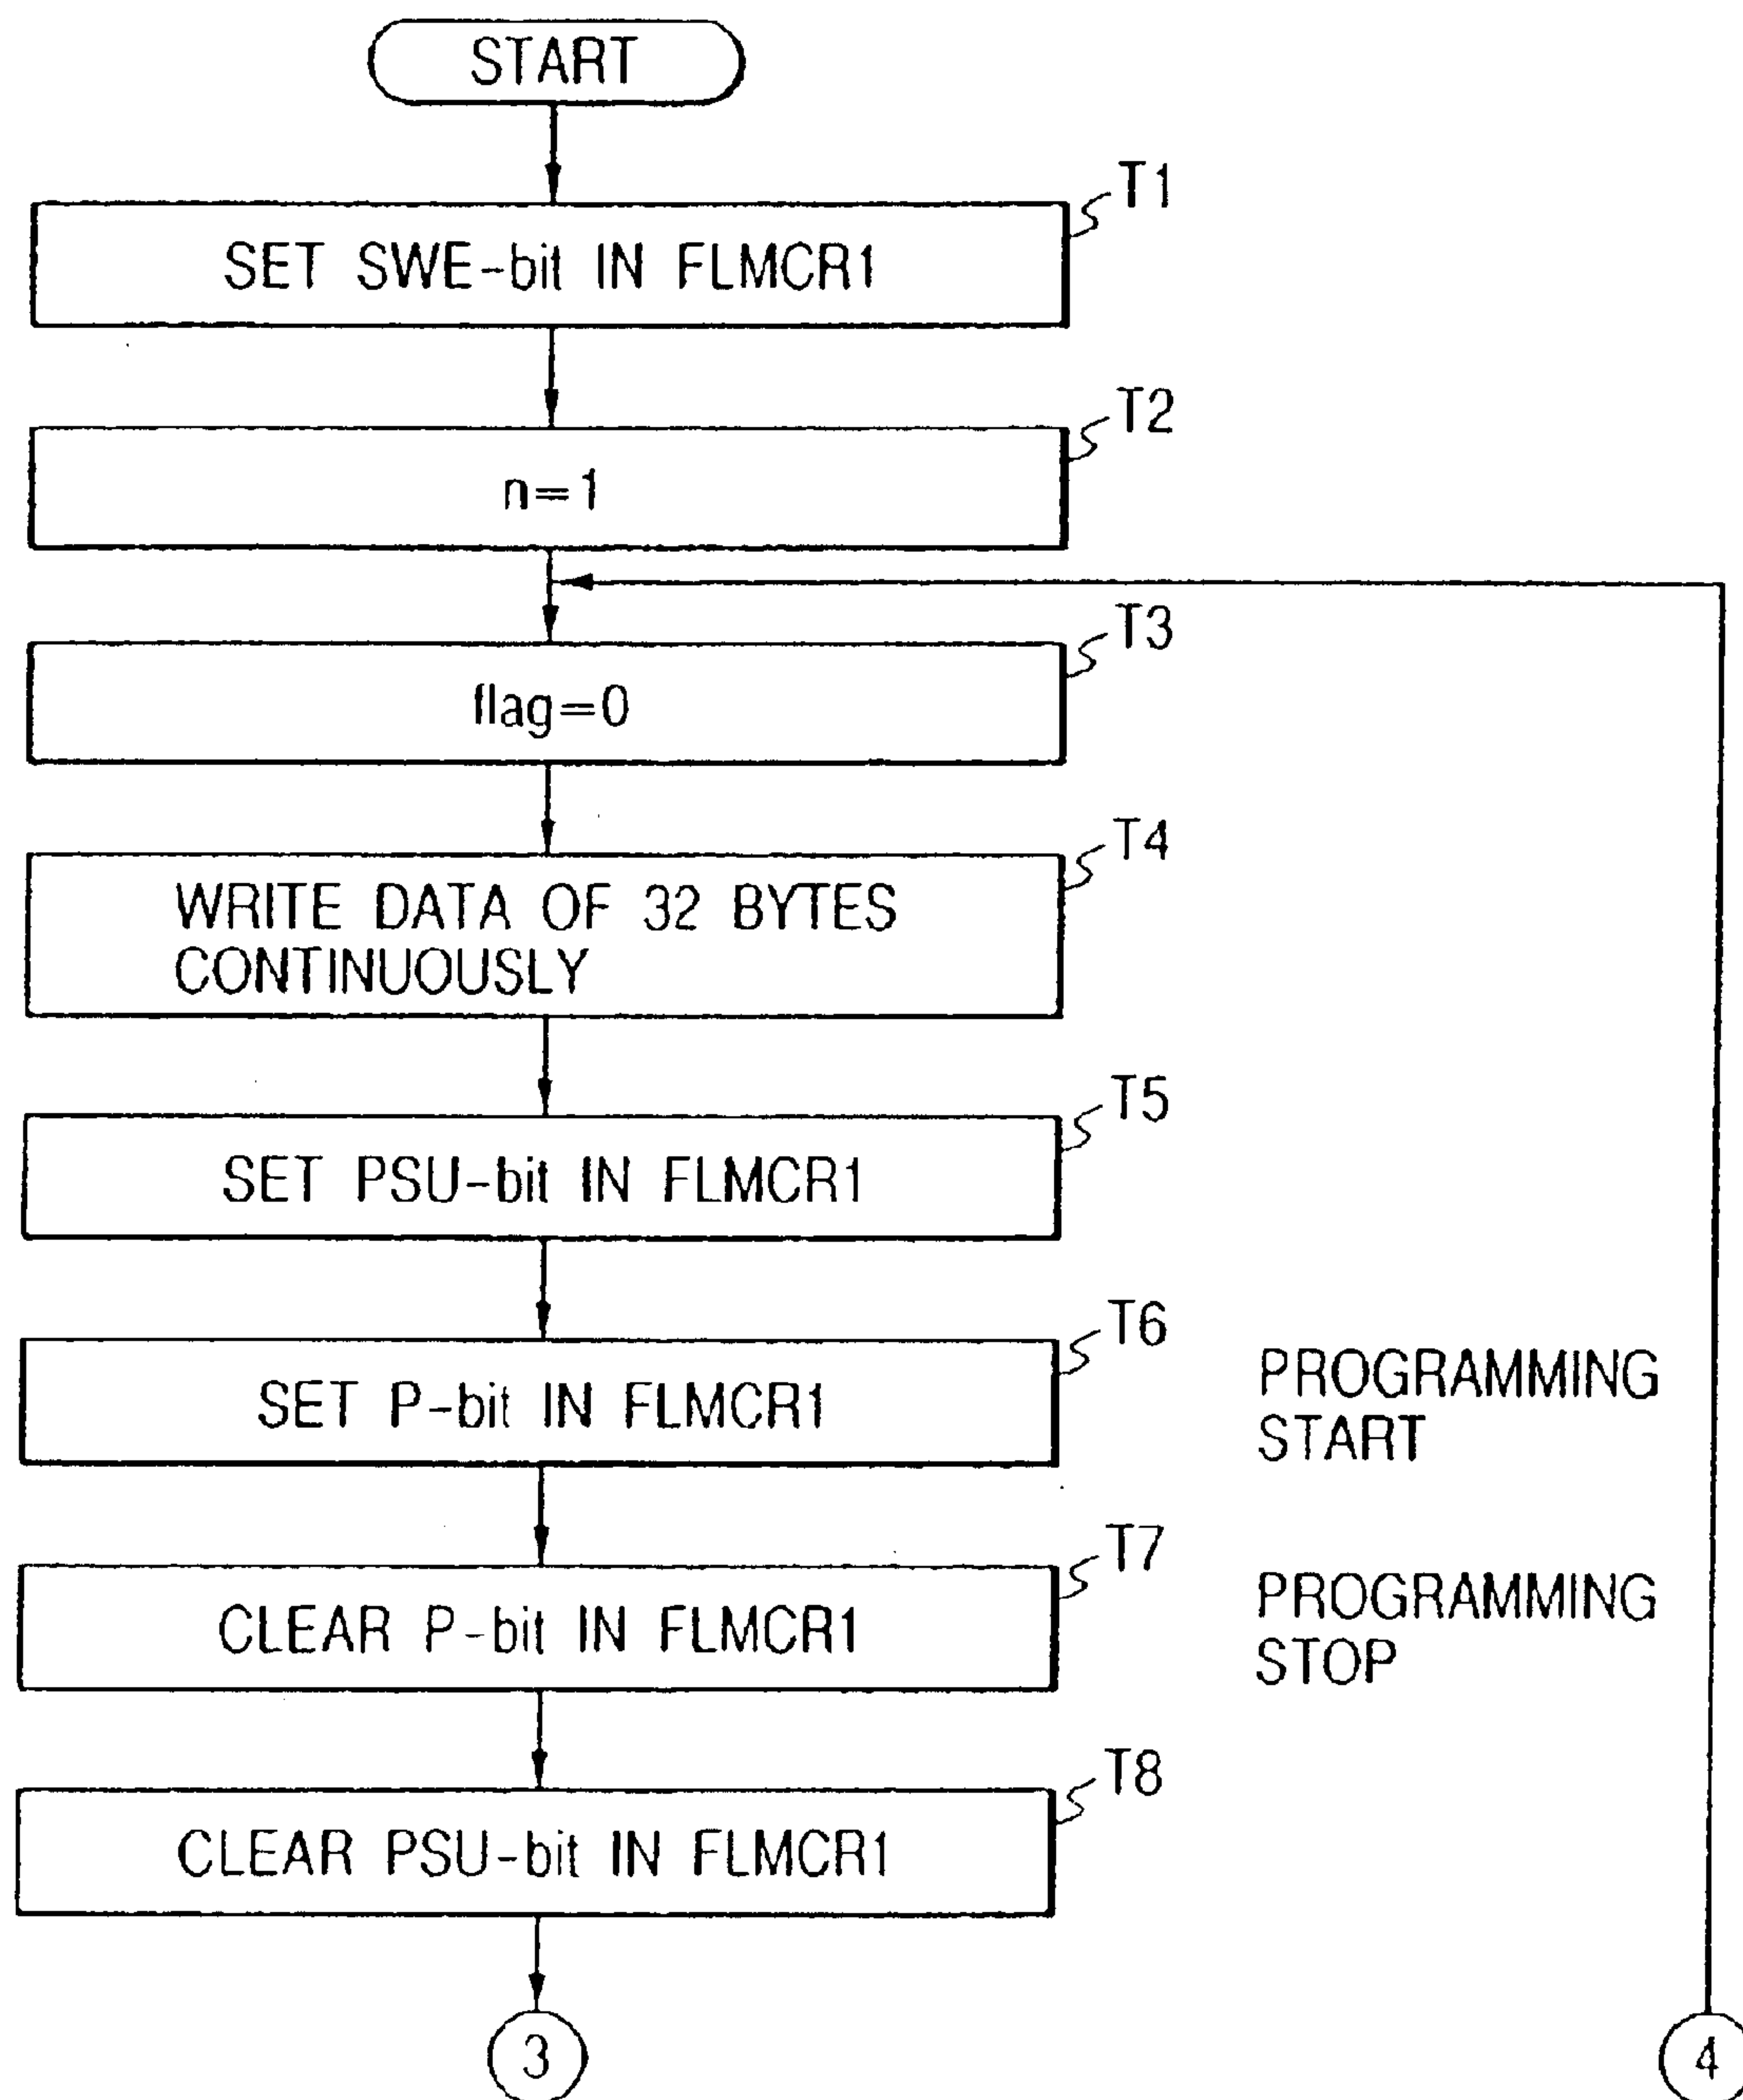 START
T1
SET SWE-bit IN FLMCR1
T2
n=1
T3
flag=0
T4
WRITE DATA OF 32 BYTES
CONTINUOUSLY
T5
SET PSU-bit IN FLMCR1
T6
SET P-bit IN FLMCR1
PROGRAMMING
START
T7
CLEAR P-bit IN FLMCR1
PROGRAMMING
STOP
T8
CLEAR PSU-bit IN FLMCR1
3
4